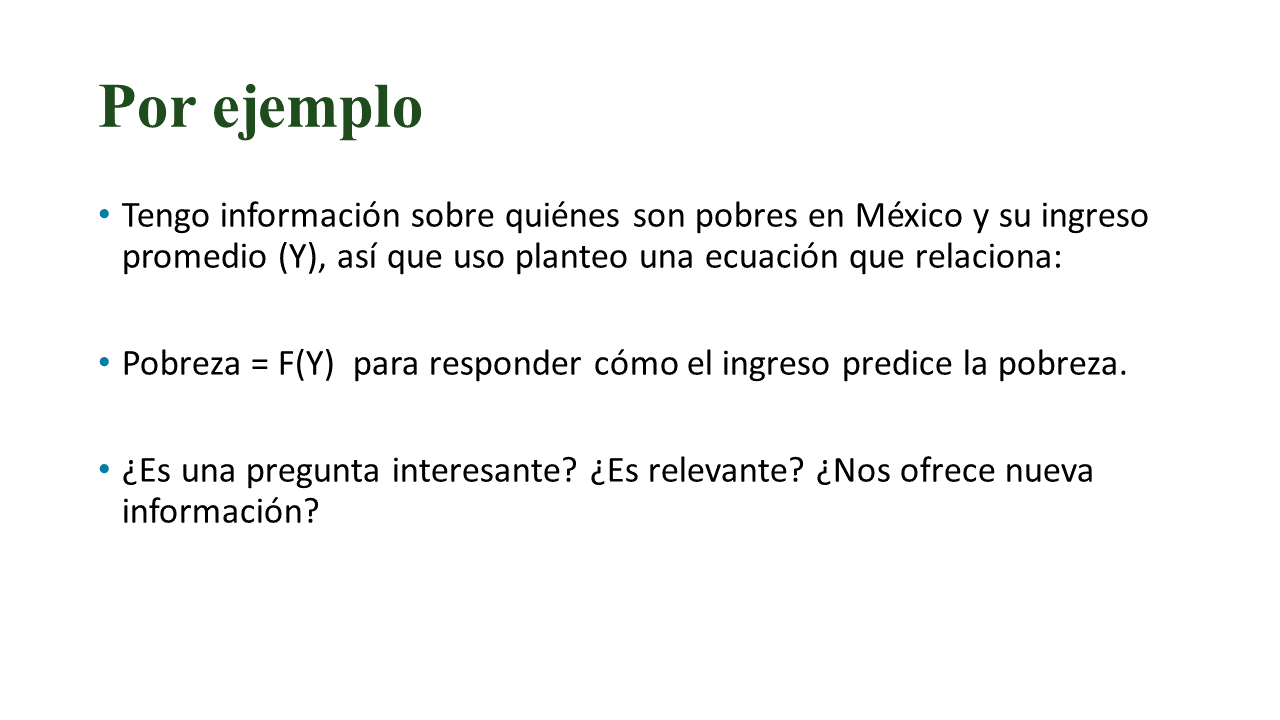 Por ejemplo
• Tengo información sobre quiénes son pobres en México y su ingreso
promedio (Y), así que uso planteo una ecuación que relaciona:
• Pobreza = F(Y)  para responder cómo el ingreso predice la pobreza.
• ¿Es una pregunta interesante? ¿Es relevante? ¿Nos ofrece nueva
información?